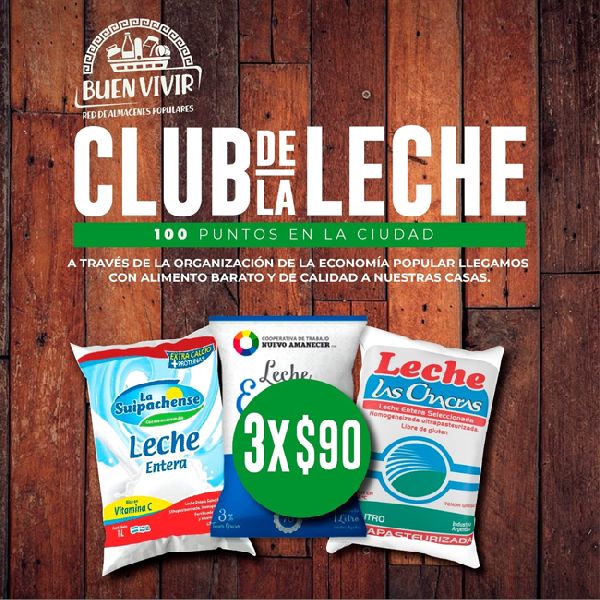 BUEN VIVIR
RED DE ALMACENES POPULARES
CLUB DE LA LECHE
100 PUNTOS EN LA CIUDAD
A TRAVÉS DE LA ORGANIZACIÓN DE LA ECONOMÍA POPULAR LLEGAMOS
CON ALIMENTO BARATO Y DE CALIDAD A NUESTRAS CASAS.
EXTRA CALCIO
+PROTEÍNAS
La
Suipachense
Leche
Entera
Vitamina C
1L
COOPERATIVA DE TRABAJO
NUEVO AMANECER
Leche
3X$90
3%
1 Litro
Leche
Las Chacras
Leche Entera Seleccionada
Homogeneizada ultrapasteurizada.
Libre de gluten
Industria
Argentina